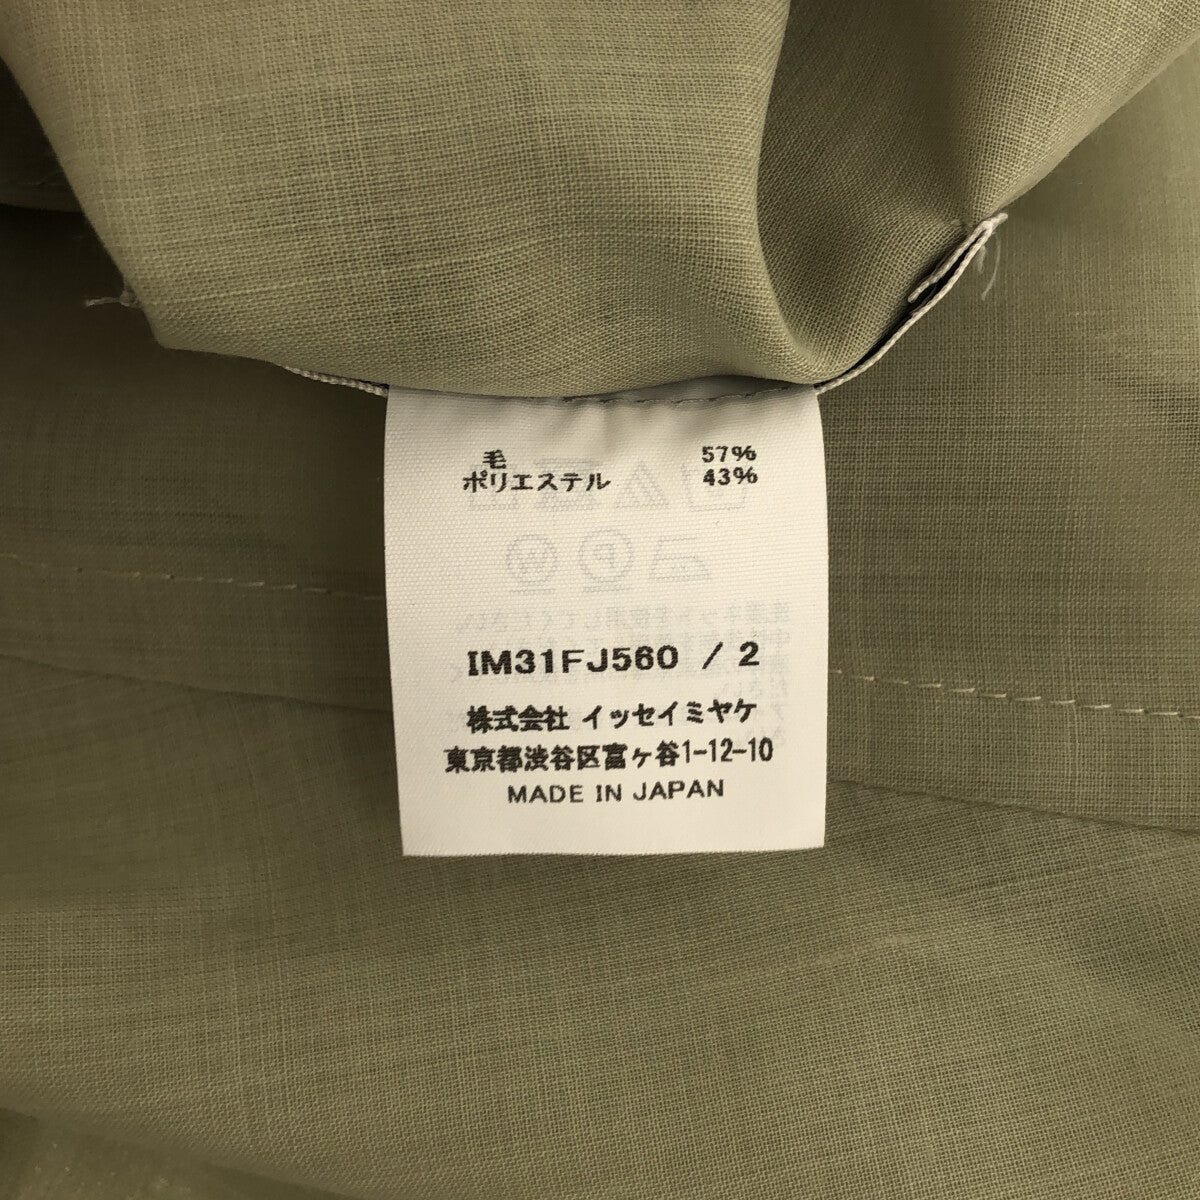 毛 57%
ポリエステル 43%
IM31FJ560 / 2
株式会社 イッセイミヤケ
東京都渋谷区富ヶ谷1-12-10
MADE IN JAPAN